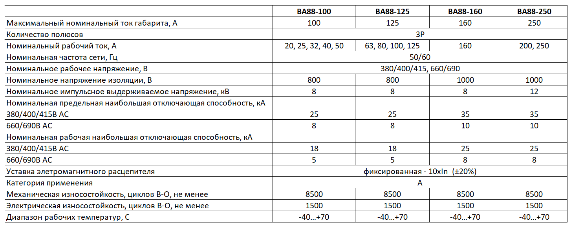 ВА88-100 ВА88-125 ВА88-160 ВА88-250
Максимальный номинальный ток габарита, А 100 125 160 250
Количество полюсов 3Р
Номинальный рабочий ток, А 20, 25, 32, 40, 50 63, 80, 100, 125 160 200, 250
Номинальная частота сети, Гц 50/60
Номинальное рабочее напряжение, В 380/400/415, 660/690
Номинальное напряжение изоляции, В 800 800 1000 1000
Номинальное импульсное выдерживаемое напряжение, кВ 8 8 8 12
Номинальная предельная наибольшая отключающая способность, кА
380/400/415В АС 25 25 35 35
660/690В АС 8 8 10 10
Номинальная рабочая наибольшая отключающая способность, кА
380/400/415В АС 18 18 25 25
660/690В АС 5 5 8 8
Уставка элетромагнитного расцепителя фиксированная - 10xIn (±20%)
Категория применения А
Механическая износостойкость, циклов В-О, не менее 8500 8500 8500 8500
Электрическая износостойкость, циклов В-О, не менее 1500 1500 1500 1500
Диапазон рабочих температур, С -40...+70 -40...+70 -40...+70 -40...+70